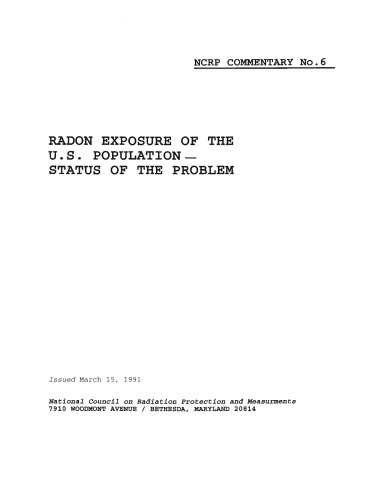 NCRP COMMENTARY No.6
RADON EXPOSURE OF THE
U.S. POPULATION—
STATUS OF THE PROBLEM
Issued March 15, 1991
National Council on Radiation Protection and Measurments
7910 WOODMONT AVENUE / BETHESDA, MARYLAND 20814